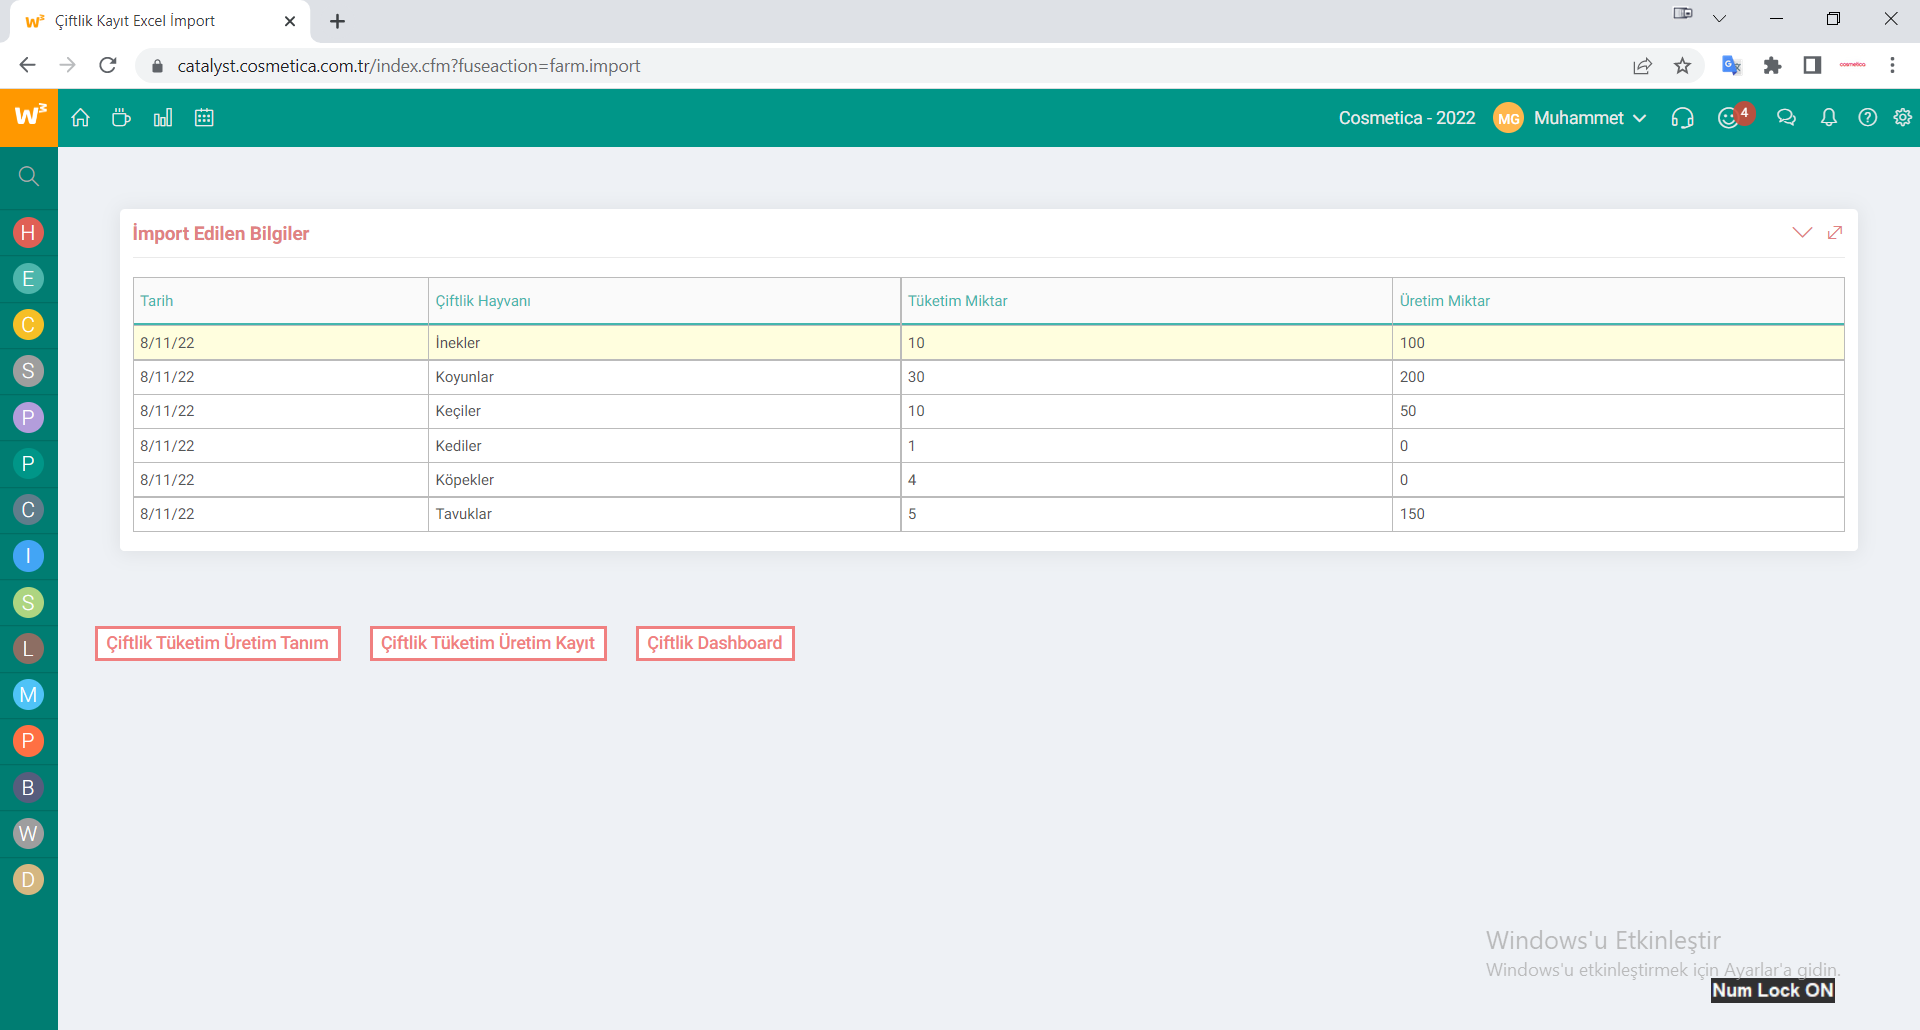 Çiftlik Kayıt Excel İmport
catalyst.cosmetica.com.tr/index.cfm?fuseaction=farm.import
cosmetica
w³
Cosmetica - 2022
MG
Muhammet
4
H
E
C
S
P
P
C
I
S
L
M
P
B
W
D
İmport Edilen Bilgiler
Tarih Çiftlik Hayvanı Tüketim Miktar Üretim Miktar
8/11/22 İnekler 10 100
8/11/22 Koyunlar 30 200
8/11/22 Keçiler 10 50
8/11/22 Kediler 1 0
8/11/22 Köpekler 4 0
8/11/22 Tavuklar 5 150
Çiftlik Tüketim Üretim Tanım Çiftlik Tüketim Üretim Kayıt Çiftlik Dashboard
Windows'u Etkinleştir
Windows'u etkinleştirmek için Ayarlar'a gidin.
Num Lock ON